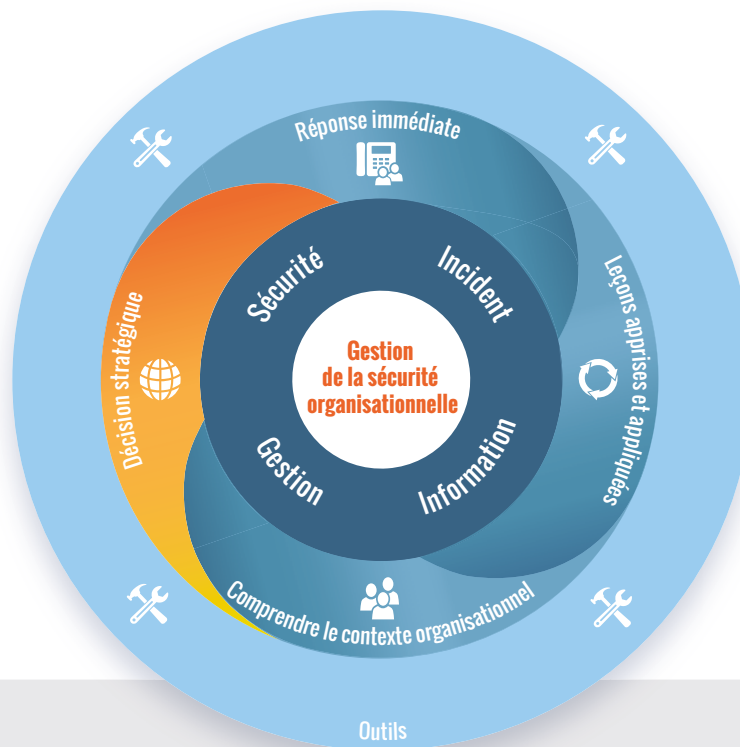 Réponse immédiate
Sécurité
Incident
Leçons apprises et appliquées
Décision stratégique
Gestion
de la sécurité
organisationnelle
Gestion
Information
Comprendre le contexte organisationnel
Outils